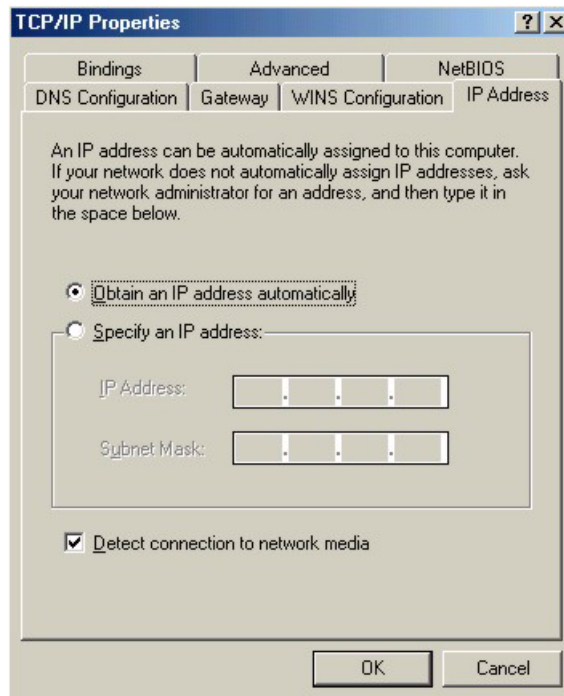 TCP/IP Properties
Bindings Advanced NetBIOS
DNS Configuration Gateway WINS Configuration IP Address
An IP address can be automatically assigned to this computer.
If your network does not automatically assign IP addresses, ask
your network administrator for an address, and then type it in
the space below.
Obtain an IP address automatically
Specify an IP address:
IP Address:
Subnet Mask:
Detect connection to network media
OK Cancel